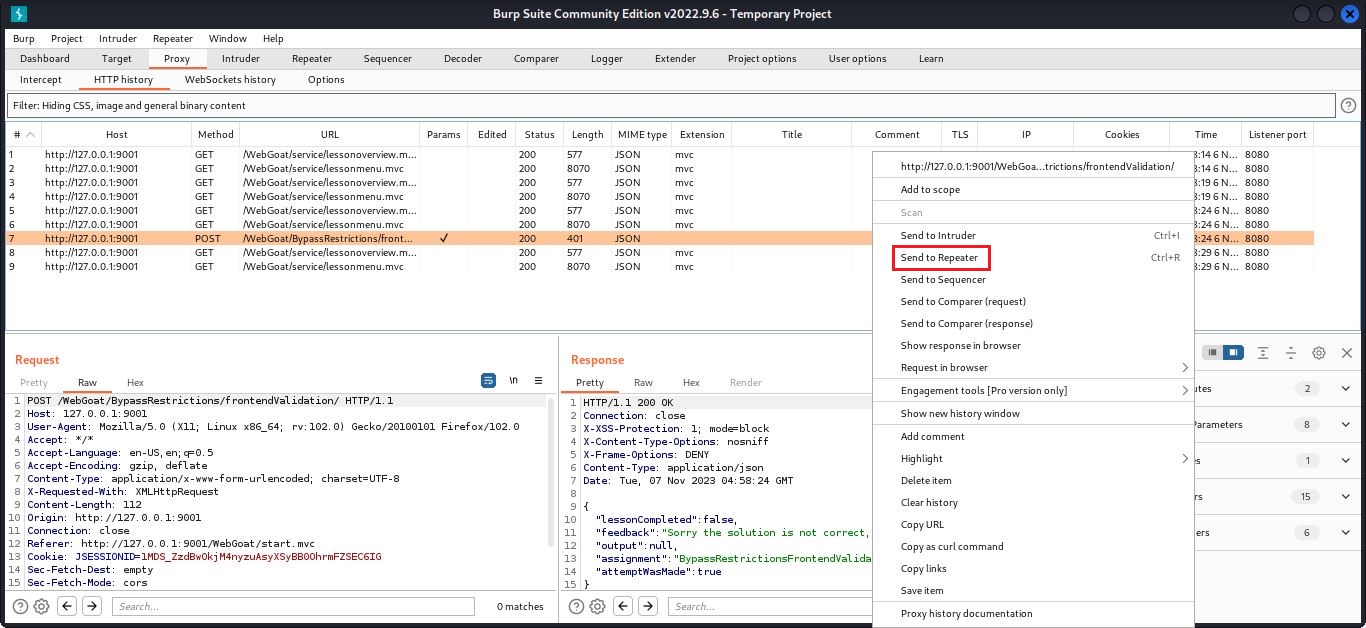 Burp Suite Community Edition v2022.9.6 - Temporary Project
Burp Project Intruder Repeater Window Help
Dashboard Target Proxy Intruder Repeater Sequencer Decoder Comparer Logger Extender Project options User options Learn
Intercept HTTP history WebSockets history Options
Filter: Hiding CSS, image and general binary content
# Host Method URL Params Edited Status Length MIME type Extension Title Comment TLS IP Cookies Time Listener port
1 http://127.0.0.1:9001 GET /WebGoat/service/lessonoverview.m... 200 577 JSON mvc 3:14 6 N... 8080
2 http://127.0.0.1:9001 GET /WebGoat/service/lessonmenu.mvc 200 8070 JSON mvc 3:14 6 N... 8080
3 http://127.0.0.1:9001 GET /WebGoat/service/lessonoverview.m... 200 577 JSON mvc 3:19 6 N... 8080
4 http://127.0.0.1:9001 GET /WebGoat/service/lessonmenu.mvc 200 8070 JSON mvc 3:19 6 N... 8080
5 http://127.0.0.1:9001 GET /WebGoat/service/lessonoverview.m... 200 577 JSON mvc 3:24 6 N... 8080
6 http://127.0.0.1:9001 GET /WebGoat/service/lessonmenu.mvc 200 8070 JSON mvc 3:24 6 N... 8080
7 http://127.0.0.1:9001 POST /WebGoat/BypassRestrictions/front... ✓ 200 401 JSON 3:24 6 N... 8080
8 http://127.0.0.1:9001 GET /WebGoat/service/lessonoverview.m... 200 577 JSON mvc 3:29 6 N... 8080
9 http://127.0.0.1:9001 GET /WebGoat/service/lessonmenu.mvc 200 8070 JSON mvc 3:29 6 N... 8080
http://127.0.0.1:9001/WebGoa...trictions/frontendValidation/
Add to scope
Scan
Send to Intruder Ctrl+I
Send to Repeater Ctrl+R
Send to Sequencer
Send to Comparer (request)
Send to Comparer (response)
Show response in browser
Request in browser
Engagement tools [Pro version only]
Show new history window
Add comment
Highlight
Delete item
Clear history
Copy URL
Copy as curl command
Copy links
Save item
Proxy history documentation
Request
Pretty Raw Hex \n
1 POST /WebGoat/BypassRestrictions/frontendValidation/ HTTP/1.1
2 Host: 127.0.0.1:9001
3 User-Agent: Mozilla/5.0 (X11; Linux x86_64; rv:102.0) Gecko/20100101 Firefox/102.0
4 Accept: */*
5 Accept-Language: en-US,en;q=0.5
6 Accept-Encoding: gzip, deflate
7 Content-Type: application/x-www-form-urlencoded; charset=UTF-8
8 X-Requested-With: XMLHttpRequest
9 Content-Length: 112
10 Origin: http://127.0.0.1:9001
11 Connection: close
12 Referer: http://127.0.0.1:9001/WebGoat/start.mvc
13 Cookie: JSESSIONID=1MDS_ZzdBwOkjM4nyzuAsyXSyBB0OhrmFZSEC6IG
14 Sec-Fetch-Dest: empty
15 Sec-Fetch-Mode: cors
Search... 0 matches
Response
Pretty Raw Hex Render
1 HTTP/1.1 200 OK
2 Connection: close
3 X-XSS-Protection: 1; mode=block
4 X-Content-Type-Options: nosniff
5 X-Frame-Options: DENY
6 Content-Type: application/json
7 Date: Tue, 07 Nov 2023 04:58:24 GMT
8
9 {
10 "lessonCompleted":false,
11 "feedback":"Sorry the solution is not correct,
12 "output":null,
13 "assignment":"BypassRestrictionsFrontendValida
14 "attemptWasMade":true
15 }
Search...
utes 2
Parameters 8
es 1
rs 15
ers 6